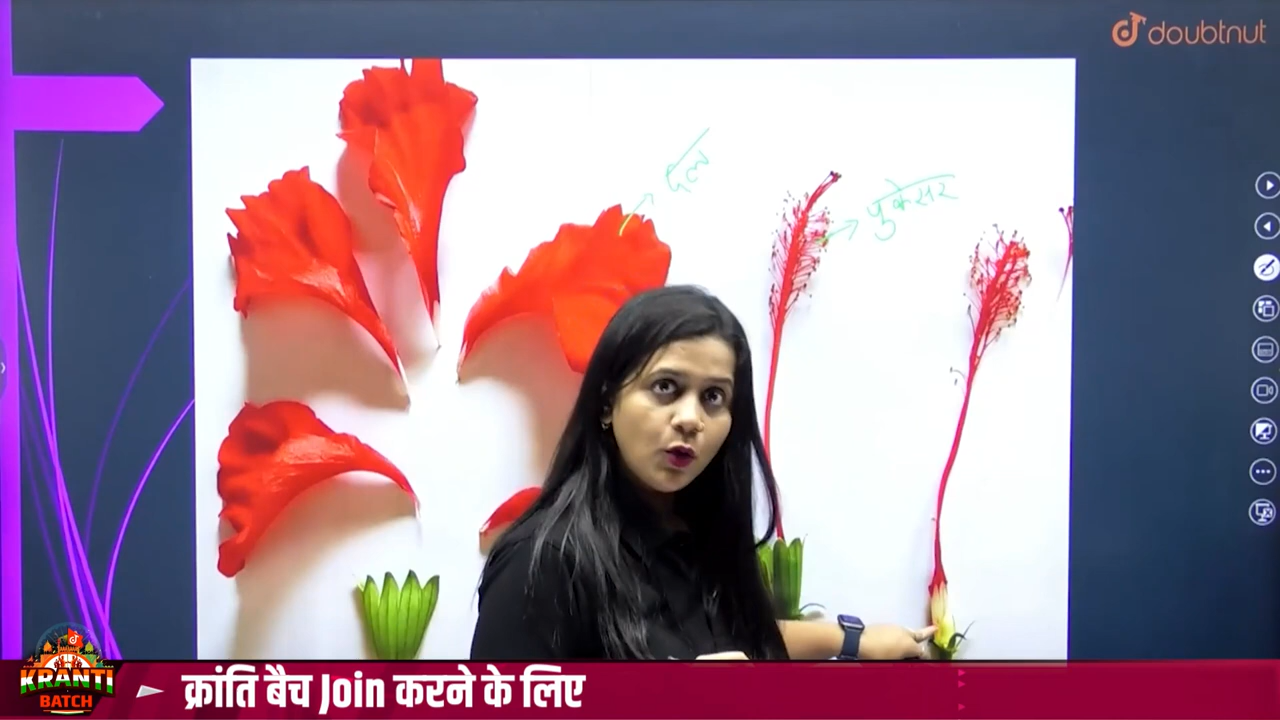 doubtnut
दल
पुंकेसर
KRANTI
BATCH
क्रांति बैच Join करने के लिए